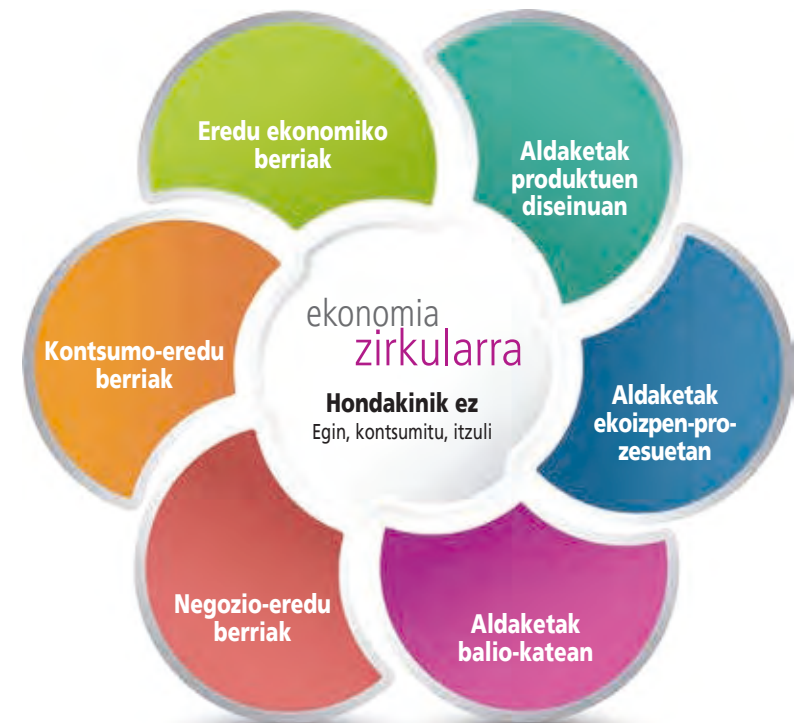 Eredu ekonomiko
berriak
Aldaketak
produktuen
diseinuan
Aldaketak
ekoizpen-pro-
zesuetan
Aldaketak
balio-katean
Negozio-eredu
berriak
Kontsumo-eredu
berriak
ekonomia
zirkularra
Hondakinik ez
Egin, kontsumitu, itzuli